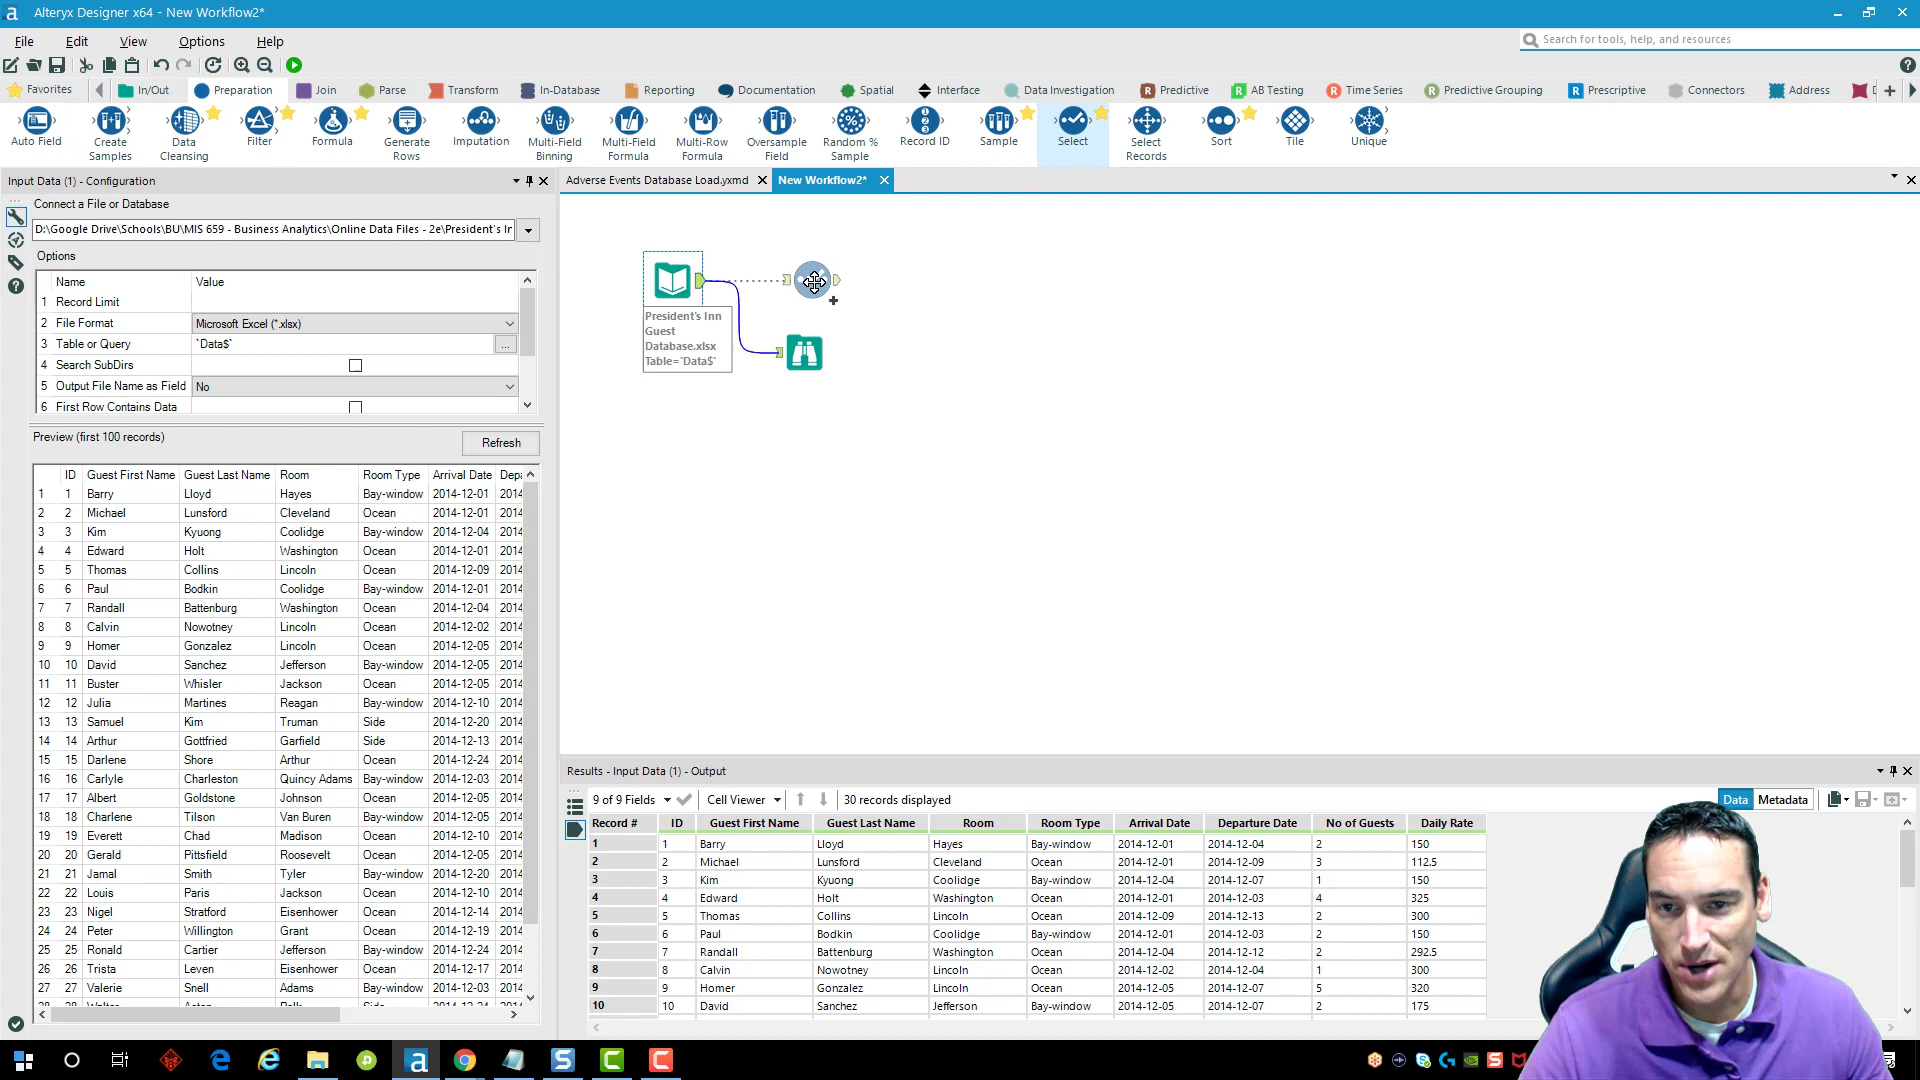 Alteryx Designer x64 - New Workflow2*
File Edit View Options Help
Search for tools, help, and resources
Favorites In/Out Preparation Join Parse Transform In-Database Reporting Documentation Spatial Interface Data Investigation Predictive AB Testing Time Series Predictive Grouping Prescriptive Connectors Address
Auto Field Create Samples Data Cleansing Filter Formula Generate Rows Imputation Multi-Field Binning Multi-Field Formula Multi-Row Formula Oversample Field Random % Sample Record ID Sample Select Select Records Sort Tile Unique
Input Data (1) - Configuration
Adverse Events Database Load.yxmd New Workflow2*
Connect a File or Database
D:\Google Drive\Schools\BU\MIS 659 - Business Analytics\Online Data Files - 2e\President's Ir
Options
Name Value
1 Record Limit
2 File Format Microsoft Excel (*.xlsx)
3 Table or Query `Data$` ...
4 Search SubDirs
5 Output File Name as Field No
6 First Row Contains Data
President's Inn
Guest
Database.xlsx
Table=`Data$`
Preview (first 100 records) Refresh
ID Guest First Name Guest Last Name Room Room Type Arrival Date Depa
1 1 Barry Lloyd Hayes Bay-window 2014-12-01 2014
2 2 Michael Lunsford Cleveland Ocean 2014-12-01 2014
3 3 Kim Kyuong Coolidge Bay-window 2014-12-04 2014
4 4 Edward Holt Washington Ocean 2014-12-01 2014
5 5 Thomas Collins Lincoln Ocean 2014-12-09 2014
6 6 Paul Bodkin Coolidge Bay-window 2014-12-01 2014
7 7 Randall Battenburg Washington Ocean 2014-12-04 2014
8 8 Calvin Nowotney Lincoln Ocean 2014-12-02 2014
9 9 Homer Gonzalez Lincoln Ocean 2014-12-05 2014
10 10 David Sanchez Jefferson Bay-window 2014-12-05 2014
11 11 Buster Whisler Jackson Ocean 2014-12-05 2014
12 12 Julia Martines Reagan Bay-window 2014-12-10 2014
13 13 Samuel Kim Truman Side 2014-12-20 2014
14 14 Arthur Gottfried Garfield Side 2014-12-13 2014
15 15 Darlene Shore Arthur Ocean 2014-12-24 2014
16 16 Carlyle Charleston Quincy Adams Bay-window 2014-12-03 2014
17 17 Albert Goldstone Johnson Ocean 2014-12-05 2014
18 18 Charlene Tilson Van Buren Bay-window 2014-12-05 2014
19 19 Everett Chad Madison Ocean 2014-12-10 2014
20 20 Gerald Pittsfield Roosevelt Ocean 2014-12-05 2014
21 21 Jamal Smith Tyler Bay-window 2014-12-20 2014
22 22 Louis Paris Jackson Ocean 2014-12-10 2014
23 23 Nigel Stratford Eisenhower Ocean 2014-12-14 2014
24 24 Peter Willington Grant Ocean 2014-12-19 2014
25 25 Ronald Cartier Jefferson Bay-window 2014-12-24 2014
26 26 Trista Leven Eisenhower Ocean 2014-12-17 2014
27 27 Valerie Snell Adams Bay-window 2014-12-03 2014
Results - Input Data (1) - Output
9 of 9 Fields Cell Viewer 30 records displayed Data Metadata
Record # ID Guest First Name Guest Last Name Room Room Type Arrival Date Departure Date No of Guests Daily Rate
1 1 Barry Lloyd Hayes Bay-window 2014-12-01 2014-12-04 2 150
2 2 Michael Lunsford Cleveland Ocean 2014-12-01 2014-12-09 3 112.5
3 3 Kim Kyuong Coolidge Bay-window 2014-12-04 2014-12-07 1 150
4 4 Edward Holt Washington Ocean 2014-12-01 2014-12-03 4 325
5 5 Thomas Collins Lincoln Ocean 2014-12-09 2014-12-13 2 300
6 6 Paul Bodkin Coolidge Bay-window 2014-12-01 2014-12-03 2 150
7 7 Randall Battenburg Washington Ocean 2014-12-04 2014-12-12 2 292.5
8 8 Calvin Nowotney Lincoln Ocean 2014-12-02 2014-12-04 1 300
9 9 Homer Gonzalez Lincoln Ocean 2014-12-05 2014-12-07 5 320
10 10 David Sanchez Jefferson Bay-window 2014-12-05 2014-12-07 2 175